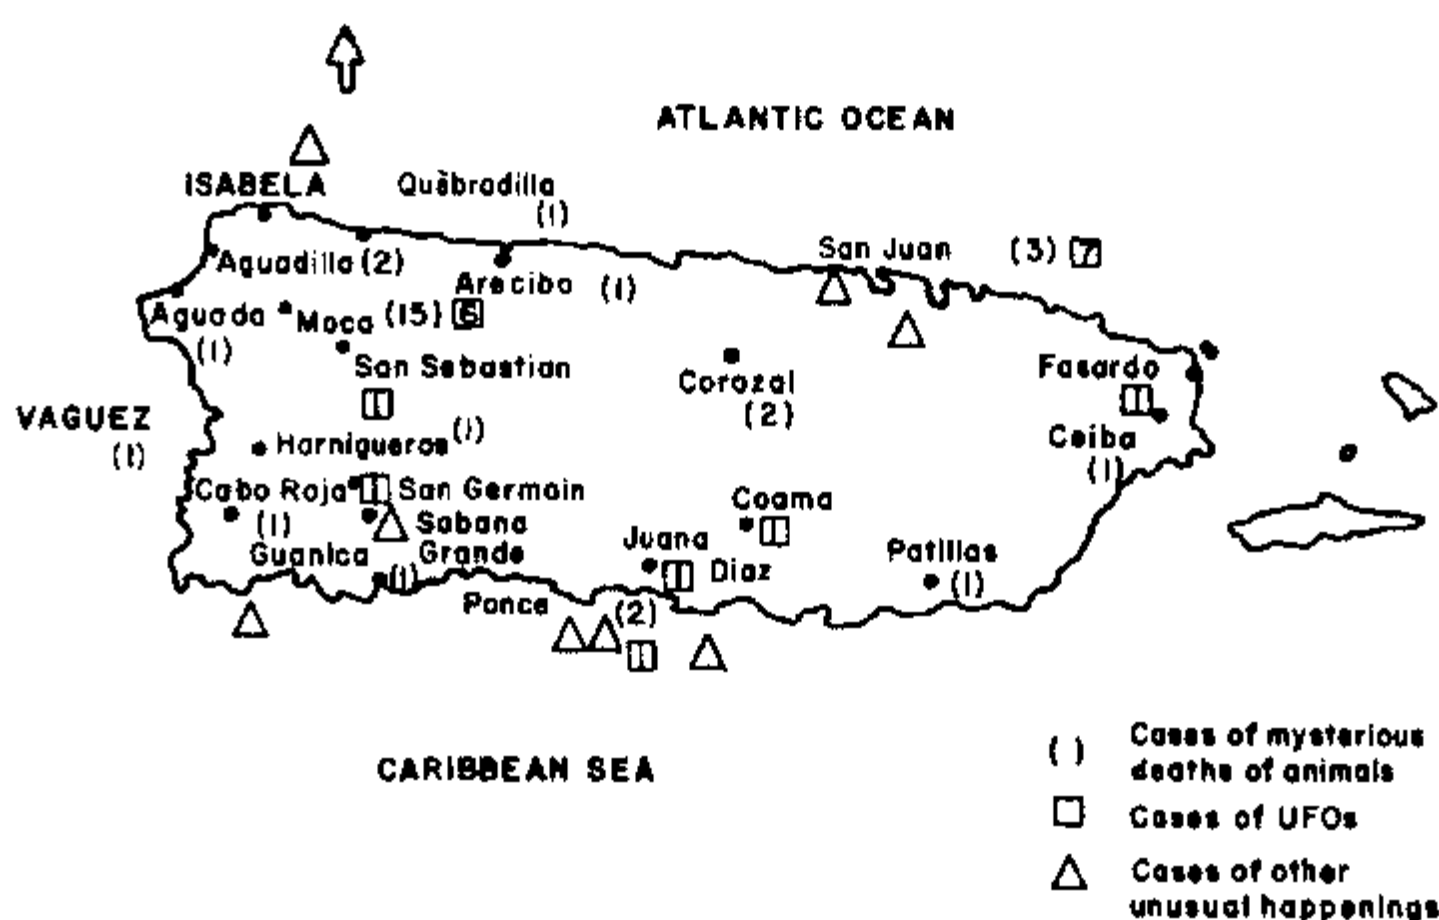 ATLANTIC OCEAN
ISABELA
Quèbradilla
(1)
San Juan (3) 7
Aguadilla (2)
Arecibo (1)
Aguada
(1)
Moca (15) 6
San Sebastian
1
Corozal
(2)
Fasardo
1
VAGUEZ
(1)
Harnigueros (1)
Ceiba
(1)
Cabo Roja
(1)
1 San Germain
Coama
1
Sabana
Grande
Guanica
(1)
Juana
1 Diaz
Patillas
(1)
Ponce
(2)
CARIBBEAN SEA
( ) Cases of mysterious
deaths of animals
Cases of UFOs
Cases of other
unusual happenings